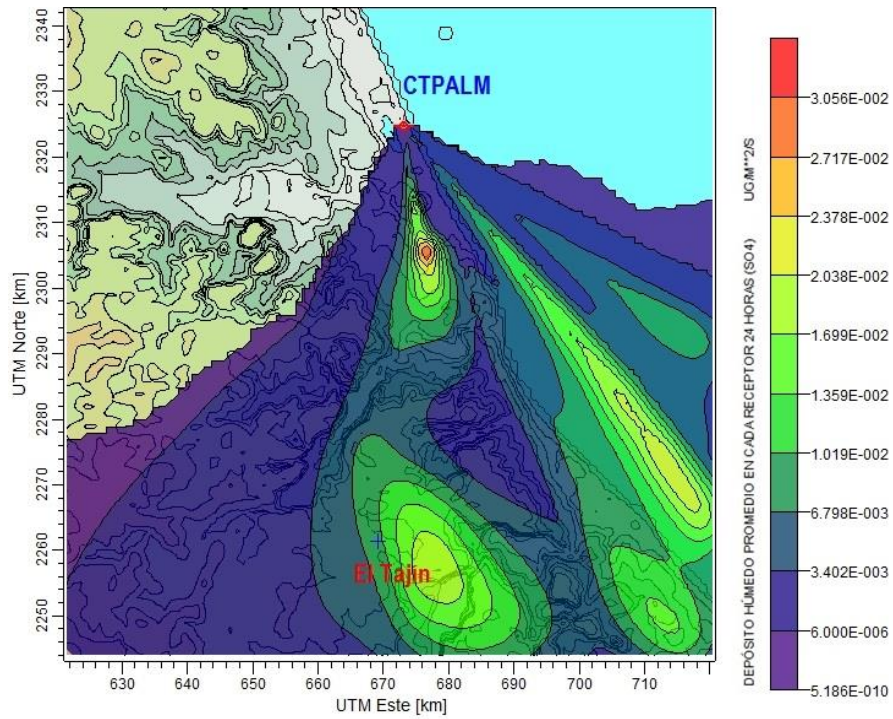 2340
2330
2320
2310
2300
2290
2280
2270
2260
2250
UTM Norte [km]
CTPALM
El Tajín
630
640
650
660
670
680
690
700
710
UTM Este [km]
DEPÓSITO HÚMEDO PROMEDIO EN CADA RECEPTOR 24 HORAS (SO4) UG/M**2/S
3.056E-002
2.717E-002
2.378E-002
2.038E-002
1.699E-002
1.359E-002
1.019E-002
6.798E-003
3.402E-003
6.000E-006
5.186E-010